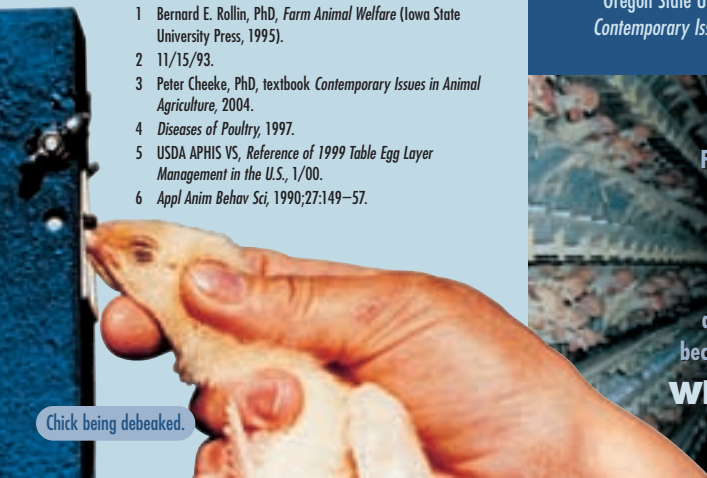 1 Bernard E. Rollin, PhD, Farm Animal Welfare (Iowa State
University Press, 1995).
2 11/15/93.
3 Peter Cheeke, PhD, textbook Contemporary Issues in Animal
Agriculture, 2004.
4 Diseases of Poultry, 1997.
5 USDA APHIS VS, Reference of 1999 Table Egg Layer
Management in the U.S., 1/00.
6 Appl Anim Behav Sci, 1990;27:149–57.
Chick being debeaked.
Oregon State
Contemporary